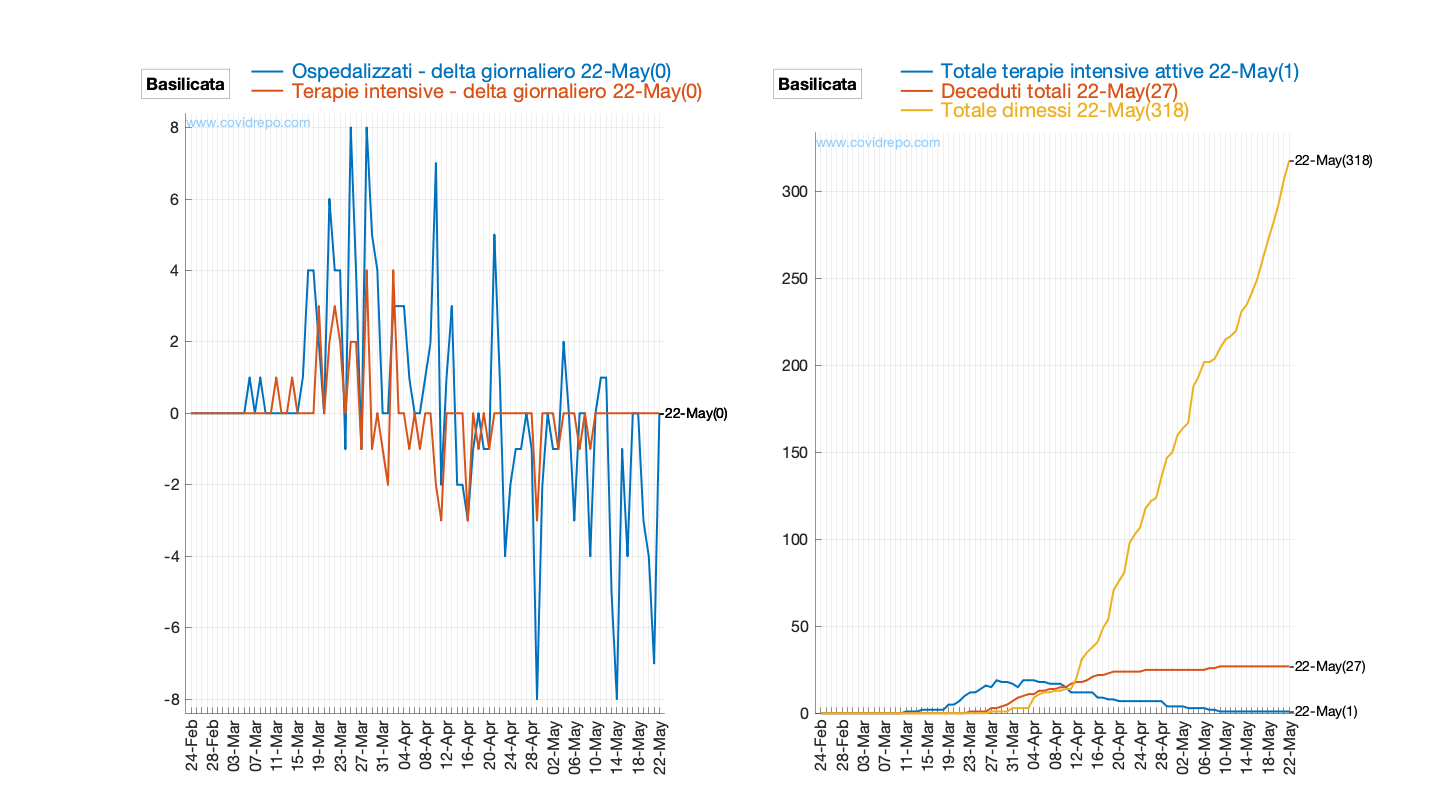 Basilicata
Ospedalizzati - delta giornaliero 22-May(0)
Terapie intensive - delta giornaliero 22-May(0)
www.covidrepo.com
8
6
4
2
0
-2
-4
-6
-8
-22-May(0)
24-Feb
28-Feb
03-Mar
07-Mar
11-Mar
15-Mar
19-Mar
23-Mar
27-Mar
31-Mar
04-Apr
08-Apr
12-Apr
16-Apr
20-Apr
24-Apr
28-Apr
02-May
06-May
10-May
14-May
18-May
22-May
Basilicata
Totale terapie intensive attive 22-May(1)
Deceduti totali 22-May(27)
Totale dimessi 22-May(318)
www.covidrepo.com
300
250
200
150
100
50
0
-22-May(318)
-22-May(27)
-22-May(1)
24-Feb
28-Feb
03-Mar
07-Mar
11-Mar
15-Mar
19-Mar
23-Mar
27-Mar
31-Mar
04-Apr
08-Apr
12-Apr
16-Apr
20-Apr
24-Apr
28-Apr
02-May
06-May
10-May
14-May
18-May
22-May